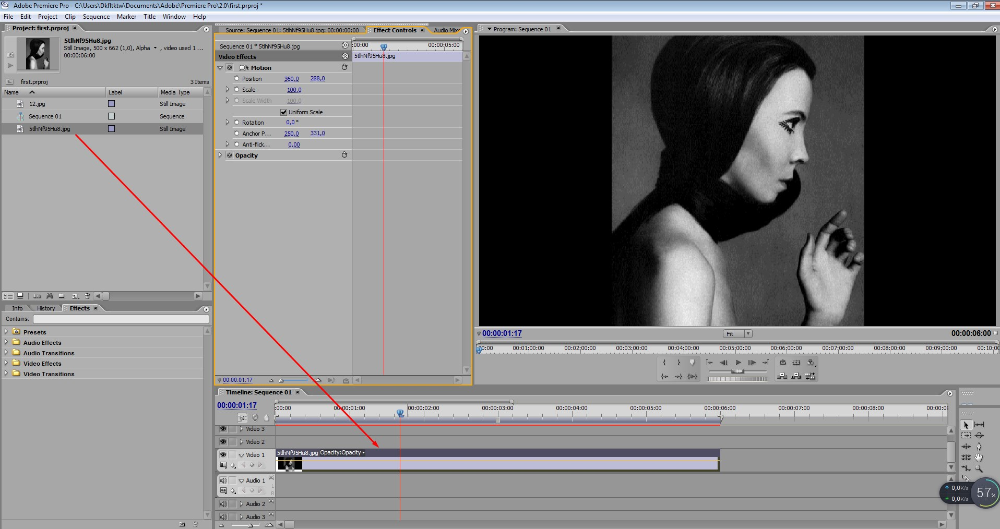 Adobe Premiere Pro - C:\Users\Dkfltktw\Documents\Adobe\Premiere Pro\2.0\first.prproj *
File Edit Project Clip Sequence Marker Title Window Help
Project: first.prproj
5tlhNf95Hu8.jpg
Still Image, 500 x 662 (1,0), Alpha , video used 1 ...
00:00:06:00
first.prproj 3 Items
Name Label Media Type
12.jpg Still Image
Sequence 01 Sequence
5tlhNf95Hu8.jpg Still Image
Info History Effects
Contains:
Presets
Audio Effects
Audio Transitions
Video Effects
Video Transitions
Source: Sequence 01: 5tlhNf95Hu8.jpg: 00:00:00:00 Effect Controls Audio Mixe
Sequence 01 * 5tlhNf95Hu8.jpg :00:00 00:00:05:00
Video Effects 5tlhNf95Hu8.jpg
Motion
Position 360,0 288,0
Scale 100,0
Scale Width 100,0
Uniform Scale
Rotation 0,0 °
Anchor P... 250,0 331,0
Anti-flick... 0,00
Opacity
00:00:01:17
Program: Sequence 01
00:00:01:17 Fit 00:00:06:00
00:00 00:01:00:00 00:02:00:00 00:03:00:00 00:04:00:00 00:05:00:00 00:06:00:00 00:07:00:00 00:08:00:00 00:09:00:00 00:10:00
Timeline: Sequence 01
00:00:01:17 :00:00 00:00:01:00 00:00:02:00 00:00:03:00 00:00:04:00 00:00:05:00 00:00:06:00 00:00:07:00 00:00:08:00 00:00:09
Video 3
Video 2
Video 1 5tlhNf95Hu8.jpg Opacity:Opacity
Audio 1
L
R
Audio 2
Audio 3
0,0K/s
0,0K/s
57%